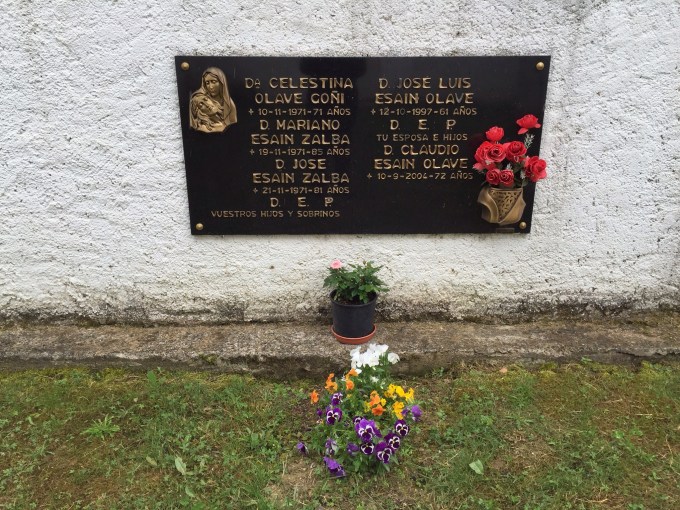 Dª CELESTINA
OLAVE GOÑI
+ 10-11-1971-71 AÑOS
D. MARIANO
ESAIN ZALBA
+ 19-11-1971-85 AÑOS
D. JOSE
ESAIN ZALBA
+ 21-11-1971-81 AÑOS
D. E. P.
VUESTROS HIJOS Y SOBRINOS
D. JOSE LUIS
ESAIN OLAVE
+ 12-10-1997-61 AÑOS
D. E. P.
TU ESPOSA E HIJOS
D. CLAUDIO
ESAIN OLAVE
+ 10-9-2004-72 AÑOS